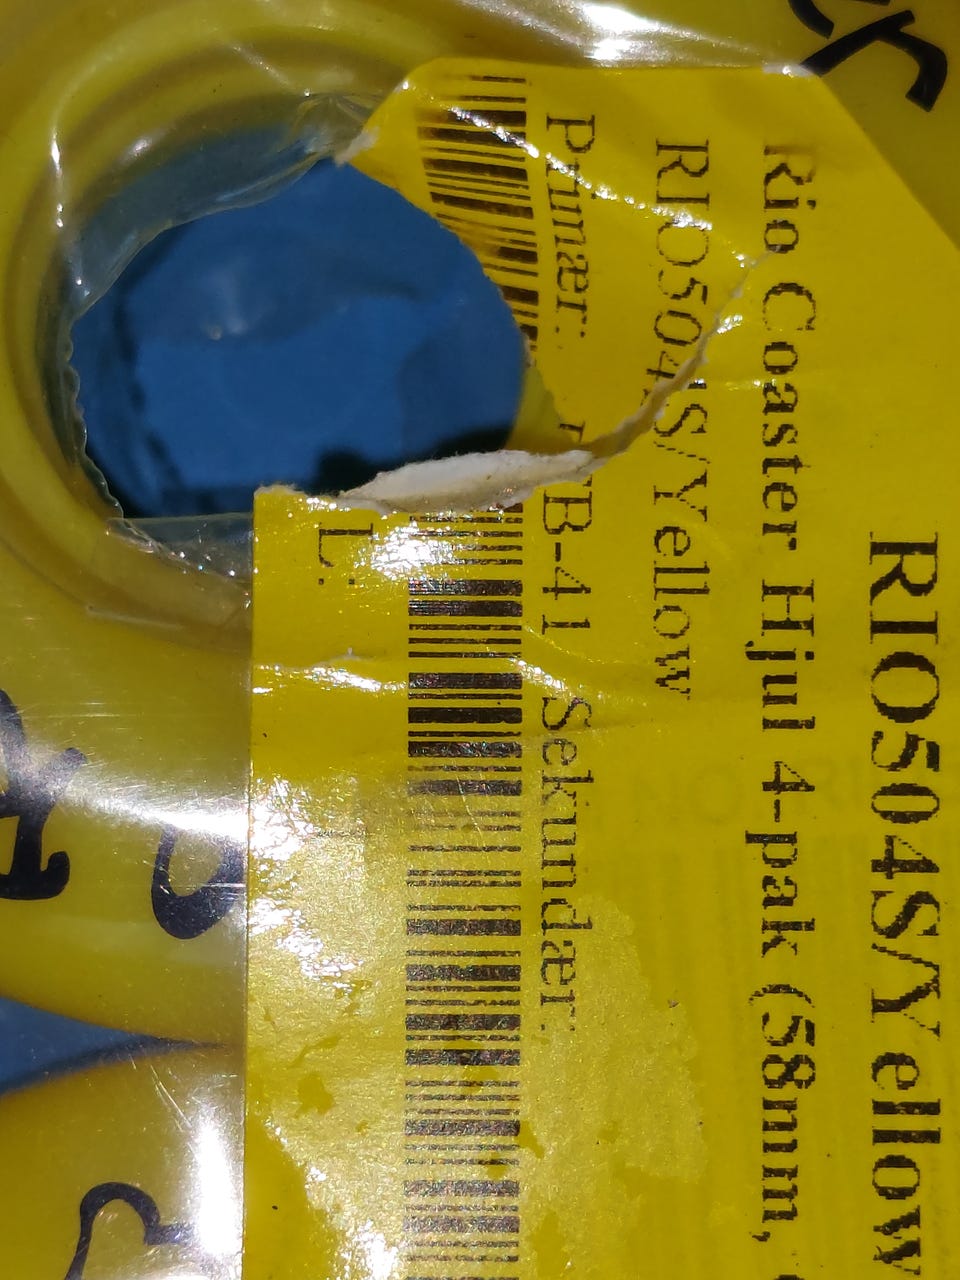 RIO504S/Yellow
Rio Coaster Hjul 4-pak (58mm,
RIO504S/Yellow
Primær: B-41 Sekundær:
L: